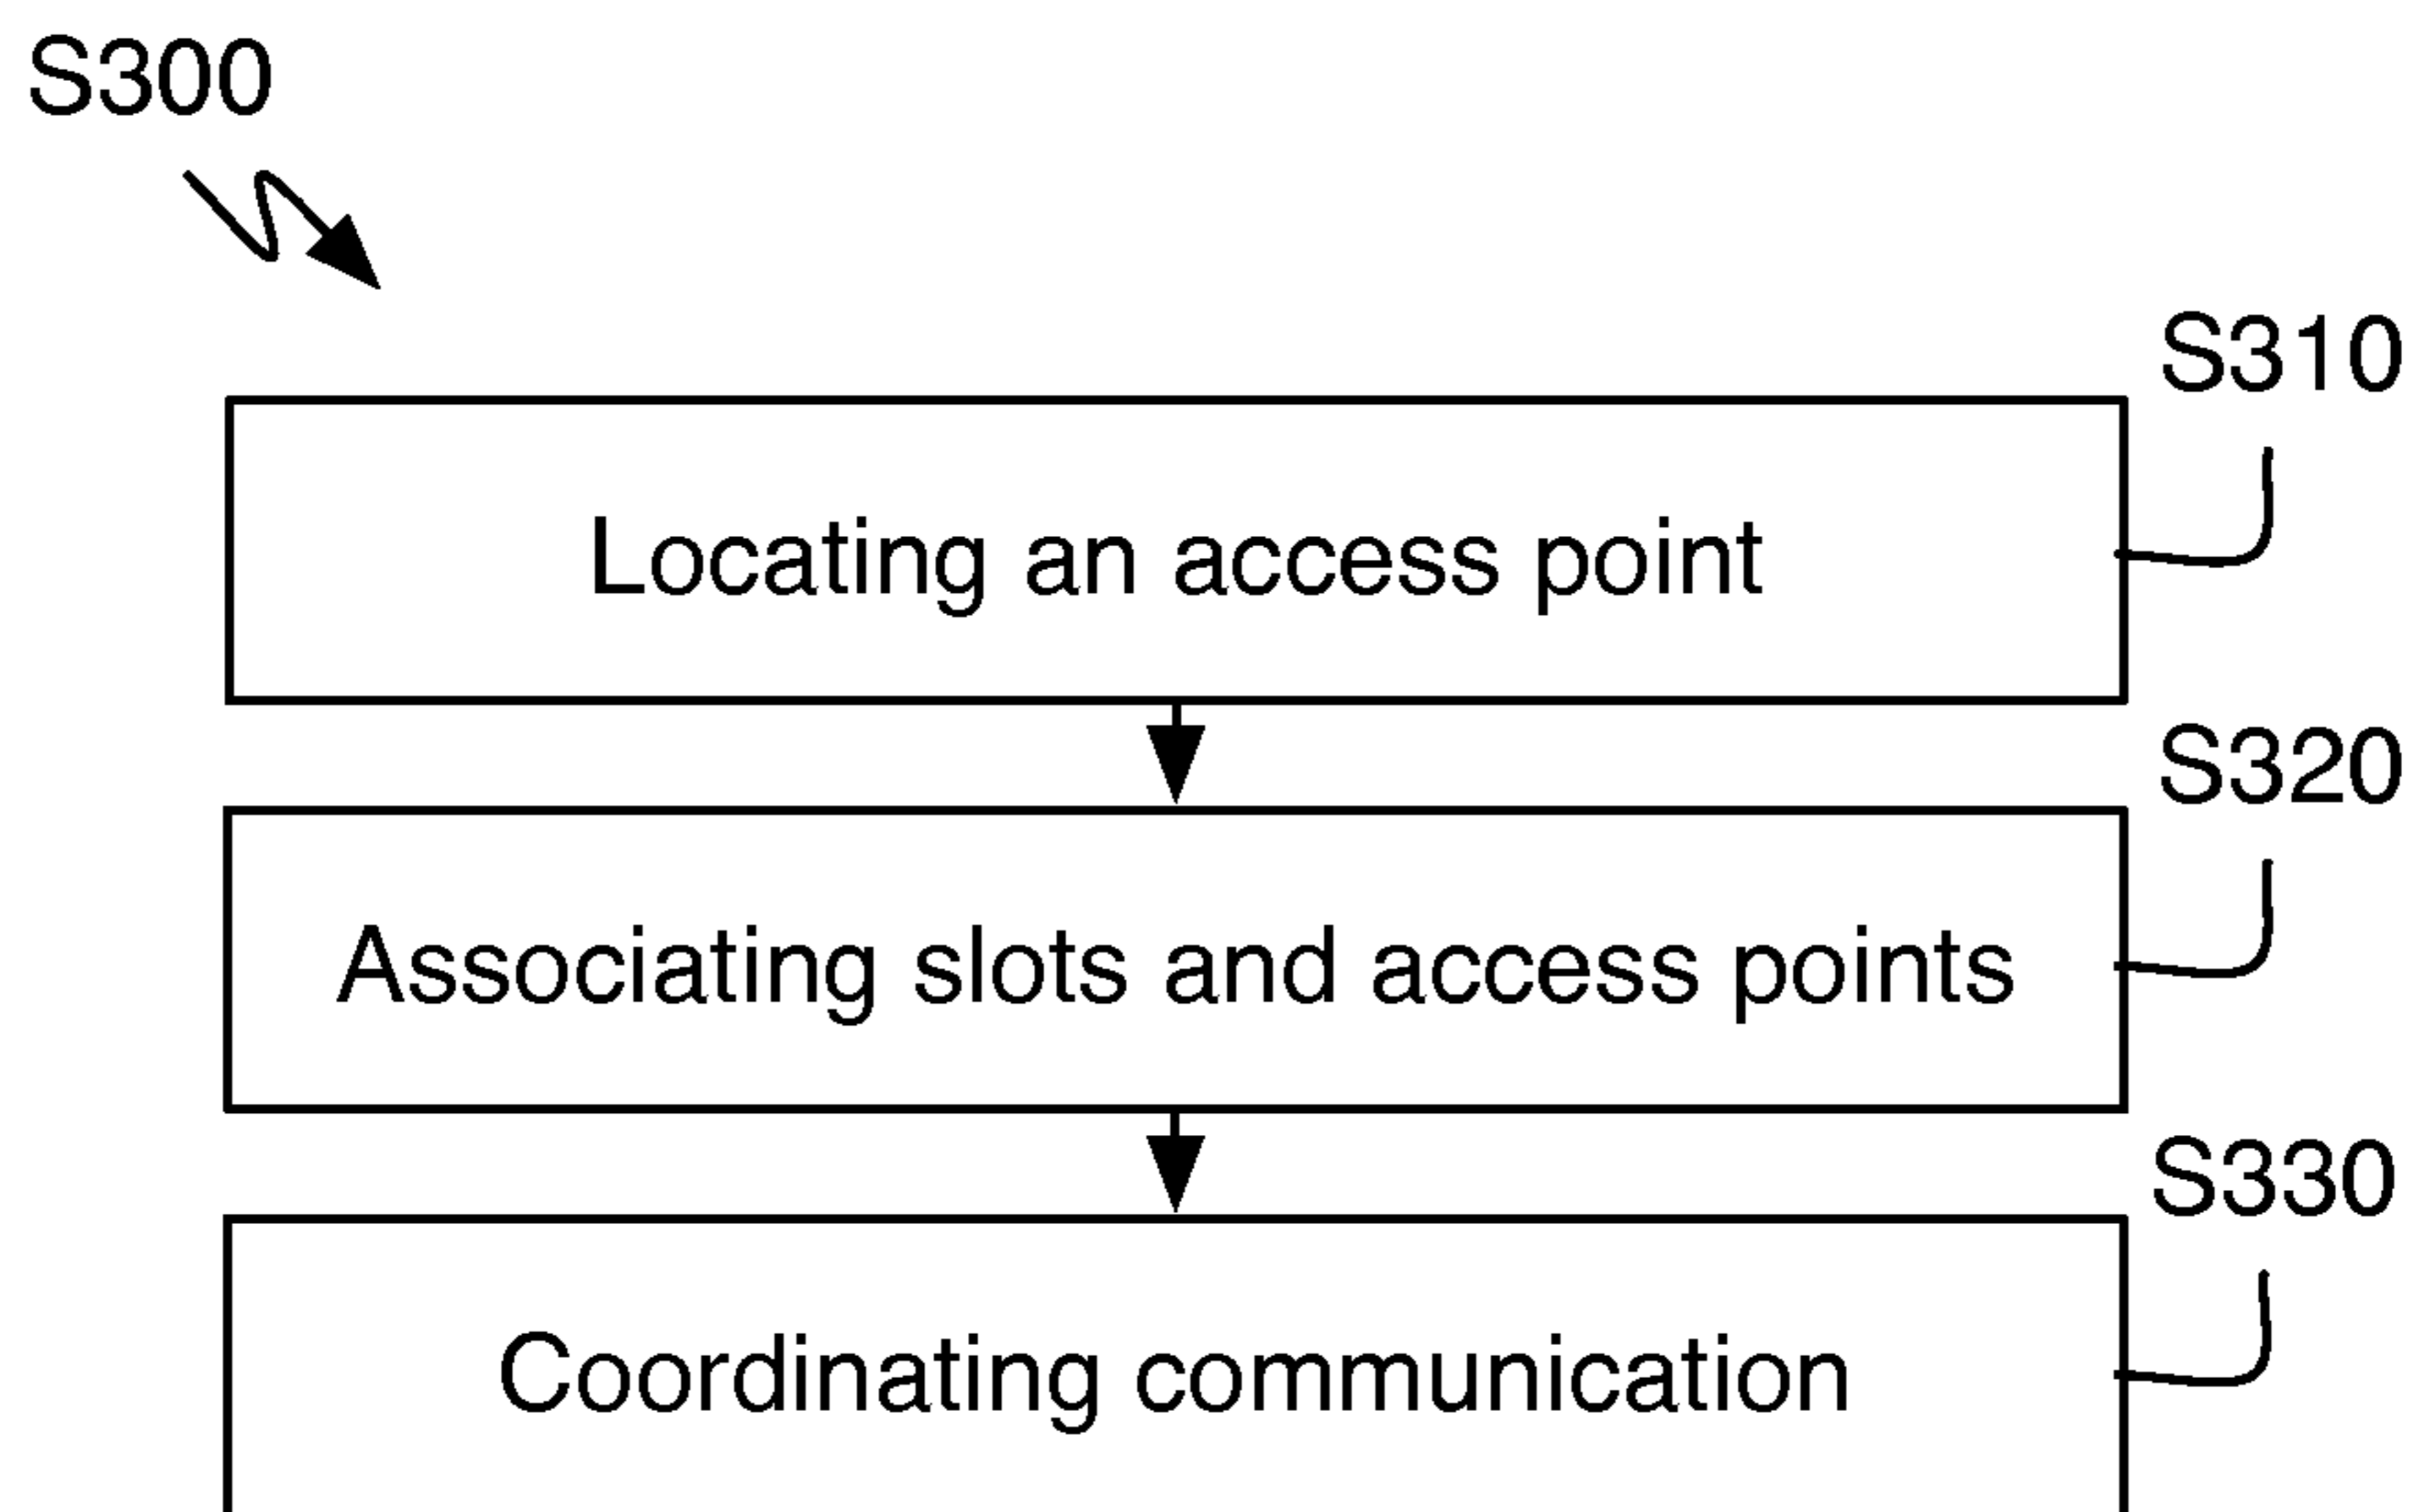 S300
S310
Locating an access point
S320
Associating slots and access points
S330
Coordinating communication